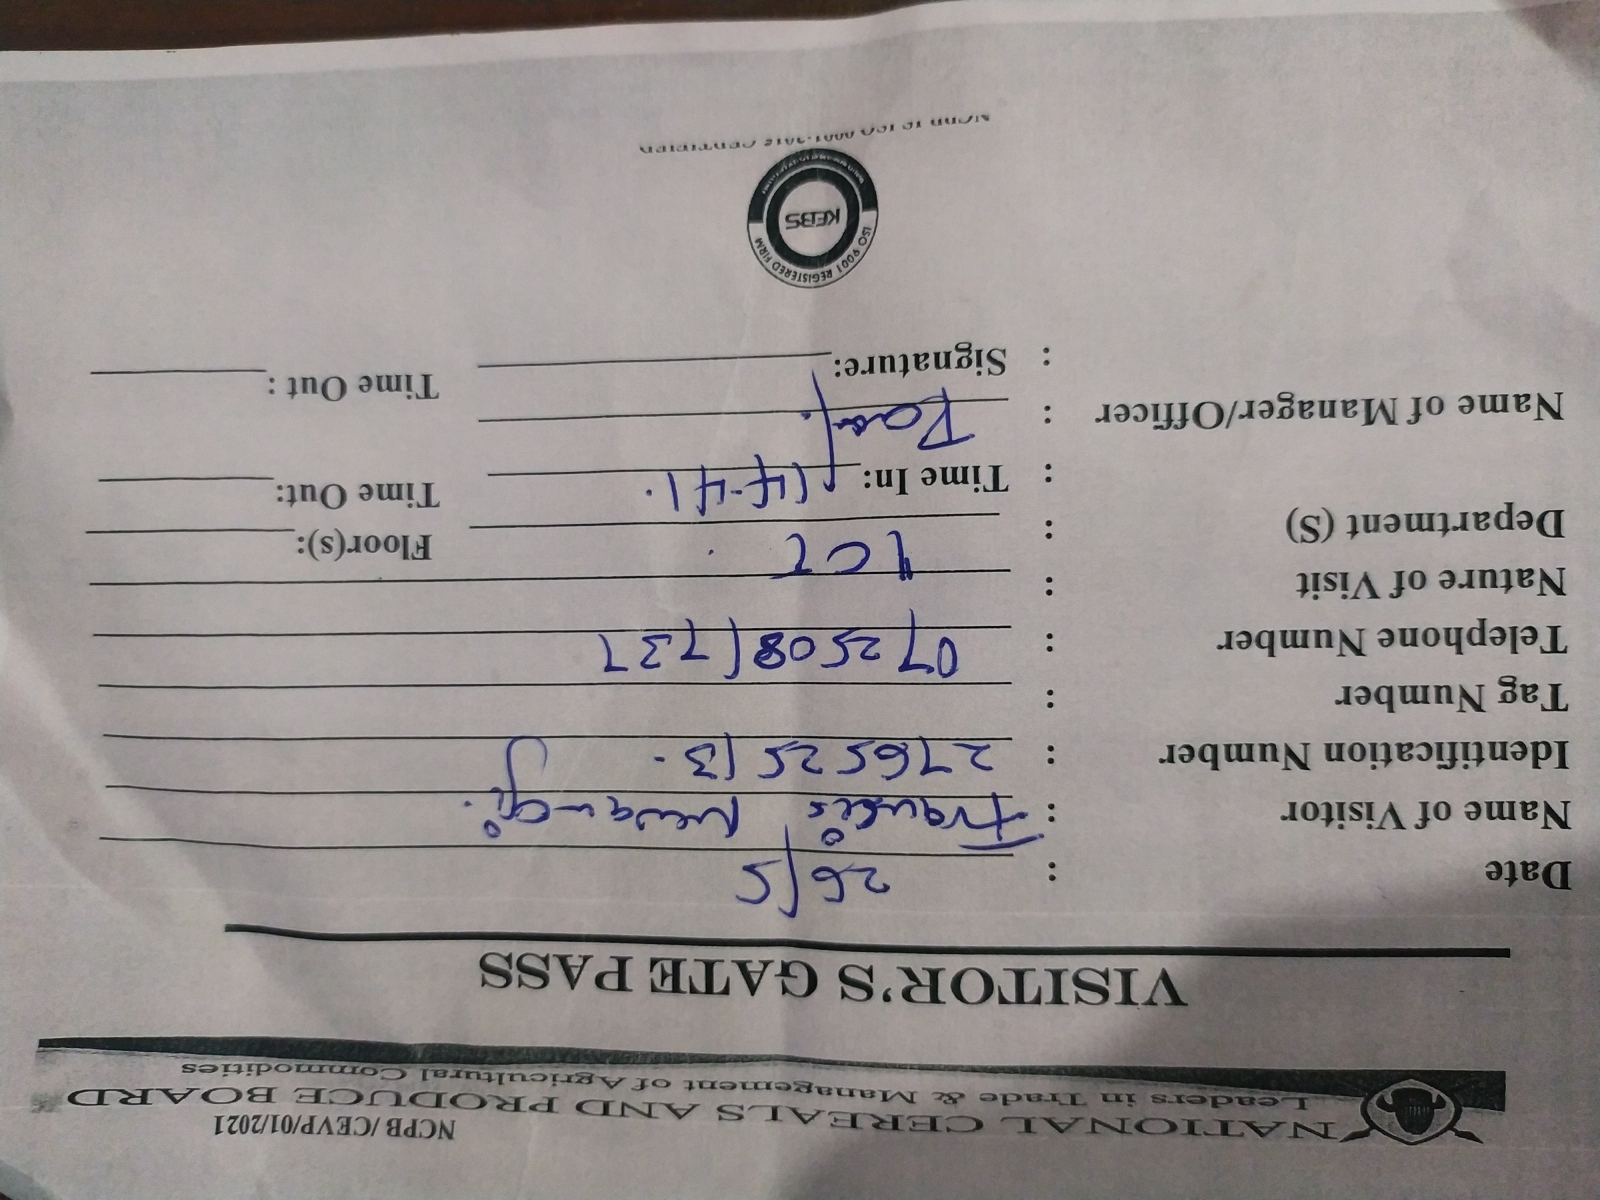 NCPB /CEVP/01/2021
NATIONAL CEREALS AND PRODUCE BOARD
Leaders in Trade & Management of Agricultural Commodities
VISITOR'S GATE PASS
Date : 26/5
Name of Visitor : Francis
Identification Number : 27652513.
Tag Number :
Telephone Number : 0725081737
Nature of Visit : ICT.
Department (S) : Floor(s):
: Time In: 14-41. Time Out:
Name of Manager/Officer :
: Signature: Time Out :
ISO 9001 REGISTERED FIRM
KEBS
NCPB IS ISO 9001:2015 CERTIFIED